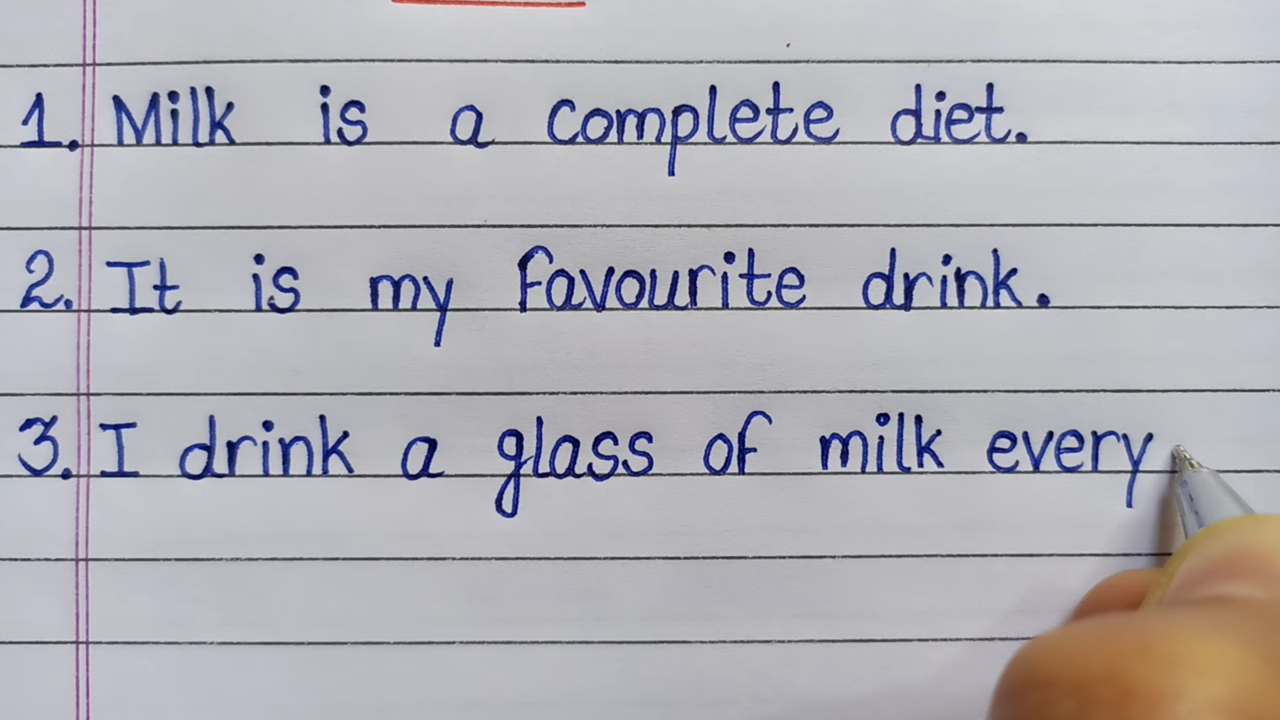 1. Milk is a complete diet.
2. It is my favourite drink.
3. I drink a glass of milk every